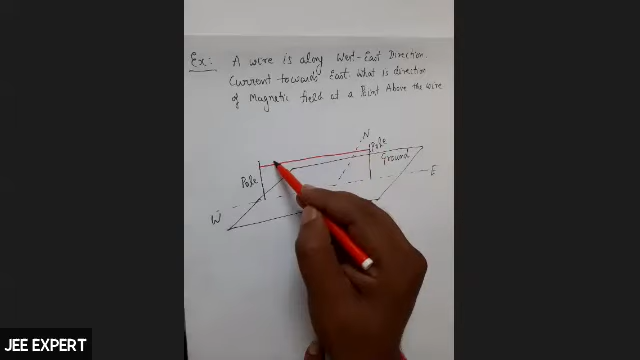 Ex: A wire is along West-East Direction.
Current towards East. What is direction
of Magnetic field at a Point Above the wire
N
Pole
Ground
Pole
E
W
JEE EXPERT